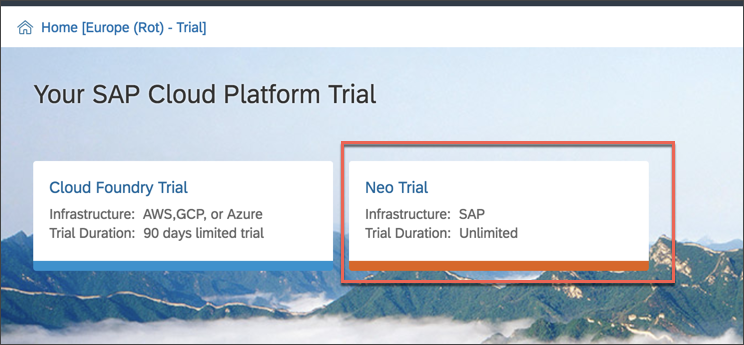 Home [Europe (Rot) - Trial]
Your SAP Cloud Platform Trial
Cloud Foundry Trial
Infrastructure: AWS,GCP, or Azure
Trial Duration: 90 days limited trial
Neo Trial
Infrastructure: SAP
Trial Duration: Unlimited